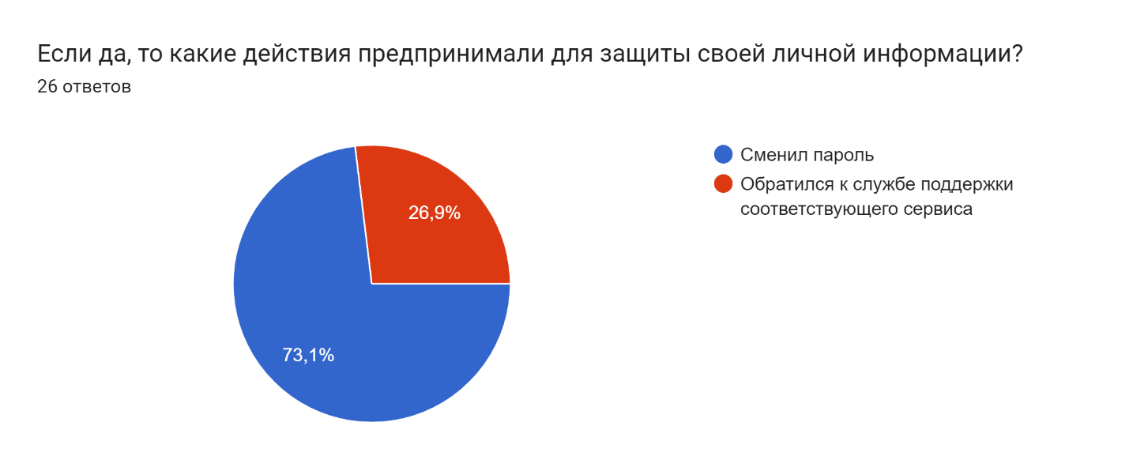 Если да, то какие действия предпринимали для защиты своей личной информации?
26 ответов
Сменил пароль
Обратился к службе поддержки
соответствующего сервиса
26,9%
73,1%